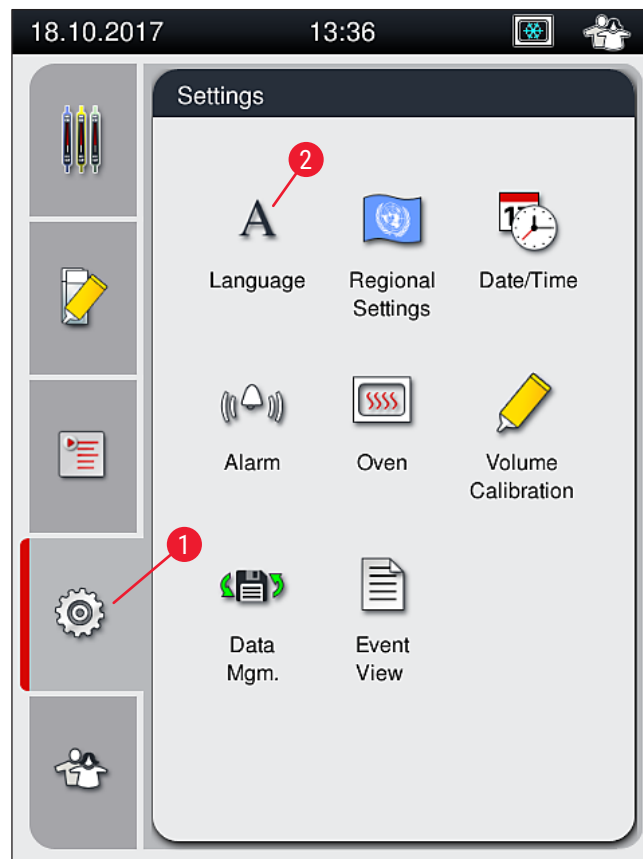 18.10.2017 13:36
Settings
2
A
17
Language
Regional
Settings
Date/Time
Alarm
Oven
Volume
Calibration
1
Data
Mgm.
Event
View